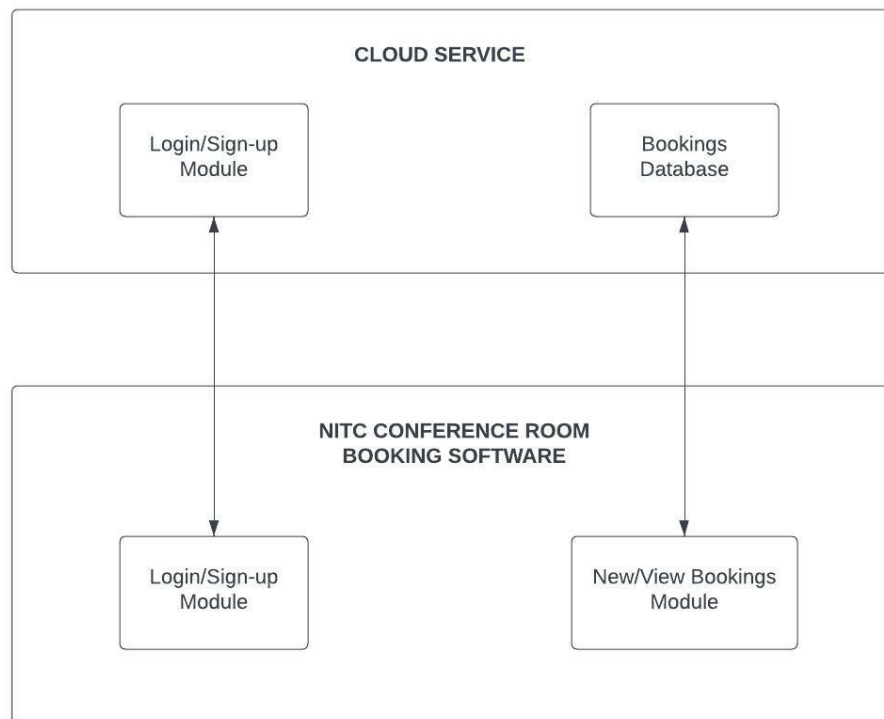 CLOUD SERVICE
Login/Sign-up
Module
Bookings
Database
NITC CONFERENCE ROOM
BOOKING SOFTWARE
Login/Sign-up
Module
New/View Bookings
Module